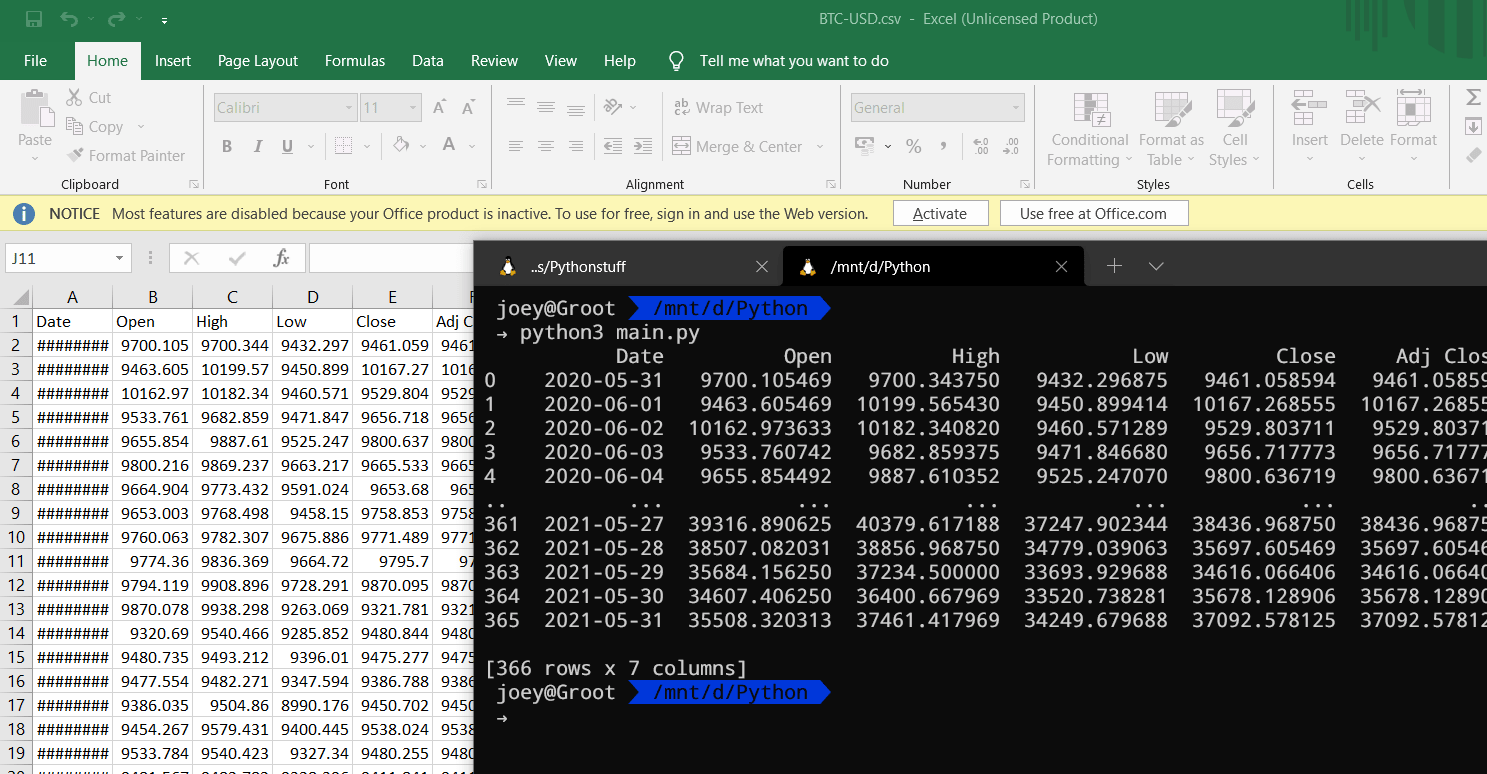 BTC-USD.csv - Excel (Unlicensed Product)
File Home Insert Page Layout Formulas Data Review View Help Tell me what you want to do
Paste
Cut
Copy
Format Painter
Clipboard
Calibri 11
B I U A
Font
Wrap Text
Merge & Center
Alignment
General
% ,
Number
Conditional Formatting
Format as Table
Cell Styles
Styles
Insert Delete Format
Cells
NOTICE Most features are disabled because your Office product is inactive. To use for free, sign in and use the Web version. Activate Use free at Office.com
J11 fx
A B C D E
1 Date Open High Low Close Adj C
2 ######## 9700.105 9700.344 9432.297 9461.059 9461
3 ######## 9463.605 10199.57 9450.899 10167.27 1016
4 ######## 10162.97 10182.34 9460.571 9529.804 9529
5 ######## 9533.761 9682.859 9471.847 9656.718 9656
6 ######## 9655.854 9887.61 9525.247 9800.637 9800
7 ######## 9800.216 9869.237 9663.217 9665.533 9665
8 ######## 9664.904 9773.432 9591.024 9653.68 965
9 ######## 9653.003 9768.498 9458.15 9758.853 9758
10 ######## 9760.063 9782.307 9675.886 9771.489 9771
11 ######## 9774.36 9836.369 9664.72 9795.7 97
12 ######## 9794.119 9908.896 9728.291 9870.095 9870
13 ######## 9870.078 9938.298 9263.069 9321.781 9321
14 ######## 9320.69 9540.466 9285.852 9480.844 9480
15 ######## 9480.735 9493.212 9396.01 9475.277 9475
16 ######## 9477.554 9482.271 9347.594 9386.788 9386
17 ######## 9386.035 9504.86 8990.176 9450.702 9450
18 ######## 9454.267 9579.431 9400.445 9538.024 9538
19 ######## 9533.784 9540.423 9327.34 9480.255 9480
..s/Pythonstuff /mnt/d/Python
joey@Groot /mnt/d/Python
→ python3 main.py
Date Open High Low Close Adj Clos
0 2020-05-31 9700.105469 9700.343750 9432.296875 9461.058594 9461.05859
1 2020-06-01 9463.605469 10199.565430 9450.899414 10167.268555 10167.26855
2 2020-06-02 10162.973633 10182.340820 9460.571289 9529.803711 9529.80371
3 2020-06-03 9533.760742 9682.859375 9471.846680 9656.717773 9656.71777
4 2020-06-04 9655.854492 9887.610352 9525.247070 9800.636719 9800.63671
.. ... ... ... ... ... ..
361 2021-05-27 39316.890625 40379.617188 37247.902344 38436.968750 38436.96875
362 2021-05-28 38507.082031 38856.968750 34779.039063 35697.605469 35697.60546
363 2021-05-29 35684.156250 37234.500000 33693.929688 34616.066406 34616.06640
364 2021-05-30 34607.406250 36400.667969 33520.738281 35678.128906 35678.12890
365 2021-05-31 35508.320313 37461.417969 34249.679688 37092.578125 37092.57812
[366 rows x 7 columns]
joey@Groot /mnt/d/Python
→